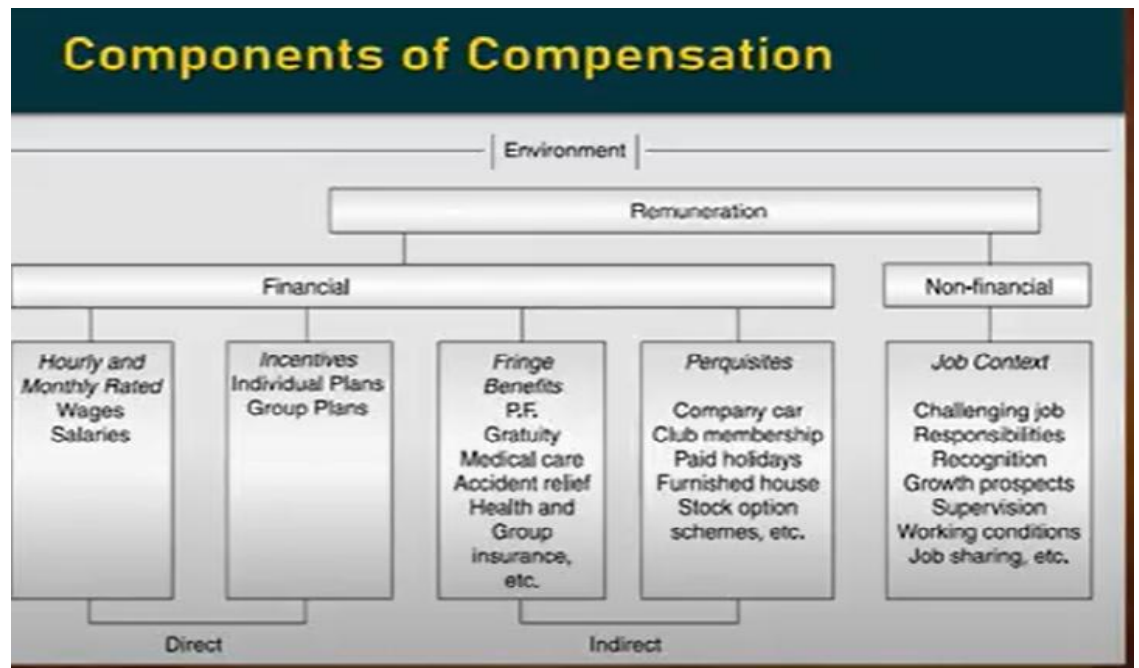 Components of Compensation
Environment
Remuneration
Financial
Non-financial
Hourly and
Monthly Rated
Wages
Salaries
Incentives
Individual Plans
Group Plans
Fringe
Benefits
P.F.
Gratuity
Medical care
Accident relief
Health and
Group
insurance,
etc.
Perquisites
Company car
Club membership
Paid holidays
Furnished house
Stock option
schemes, etc.
Job Context
Challenging job
Responsibilities
Recognition
Growth prospects
Supervision
Working conditions
Job sharing, etc.
Direct
Indirect